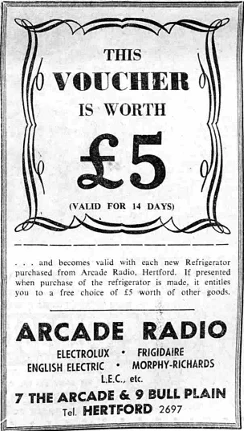 THIS
VOUCHER
IS WORTH
£5
(VALID FOR 14 DAYS)
. . . and becomes valid with each new Refrigerator
purchased from Arcade Radio, Hertford. If presented
when purchase of the refrigerator is made, it entitles
you to a free choice of £5 worth of other goods.
ARCADE RADIO
ELECTROLUX • FRIGIDAIRE
ENGLISH ELECTRIC • MORPHY-RICHARDS
L.E.C., etc.
7 THE ARCADE & 9 BULL PLAIN
Tel. HERTFORD 2697